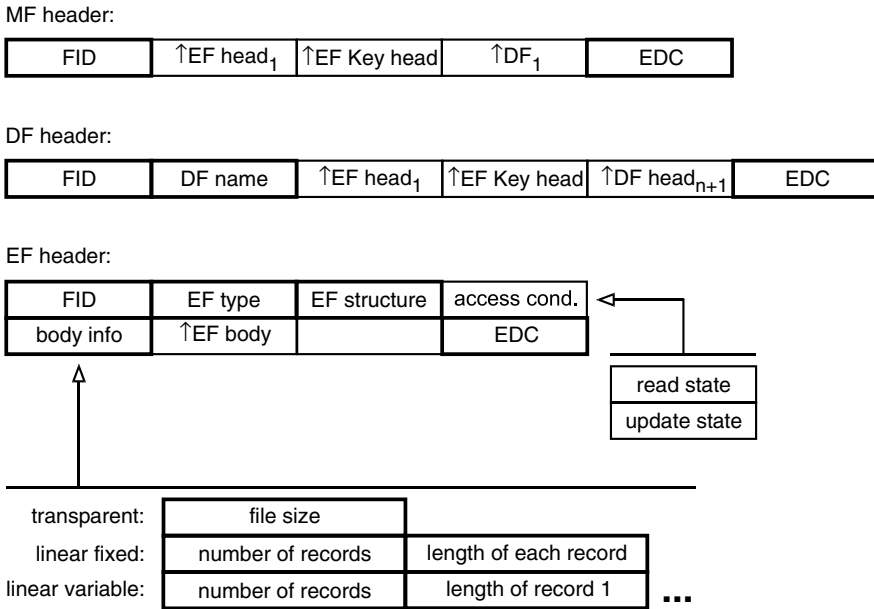 MF header:
FID ↑EF head1 ↑EF Key head ↑DF1 EDC
DF header:
FID DF name ↑EF head1 ↑EF Key head ↑DF headn+1 EDC
EF header:
FID EF type EF structure access cond.
body info ↑EF body EDC
read state
update state
transparent: file size
linear fixed: number of records length of each record
linear variable: number of records length of record 1 ...